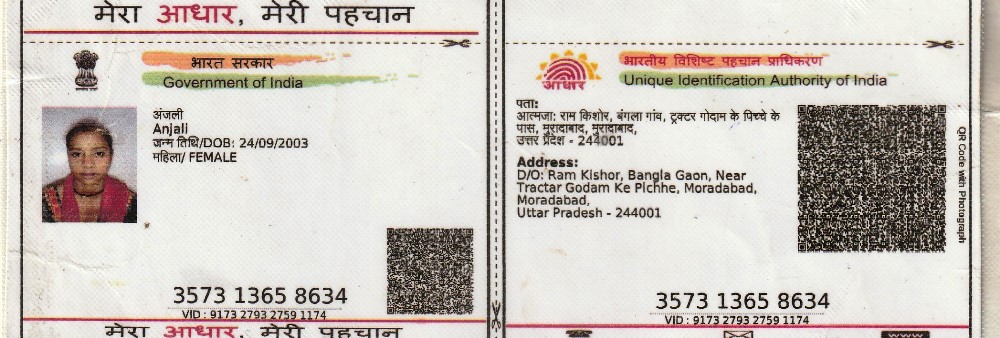 मेरा आधार, मेरी पहचान
भारत सरकार
Government of India
अंजली
Anjali
जन्म तिथि/DOB: 24/09/2003
महिला/ FEMALE
3573 1365 8634
VID : 9173 2793 2759 1174
मेरा आधार, मेरी पहचान
भारतीय विशिष्ट पहचान प्राधिकरण
Unique Identification Authority of India
आधार
पता:
आत्मजा: राम किशोर, बंगला गांव, ट्रक्टर गोदाम के पिच्चे के
पास, मुरादाबाद, मुरादाबाद,
उत्तर प्रदेश - 244001
Address:
D/O: Ram Kishor, Bangla Gaon, Near
Tractar Godam Ke Pichhe, Moradabad,
Moradabad,
Uttar Pradesh - 244001
QR Code with Photograph
3573 1365 8634
VID : 9173 2793 2759 1174
www